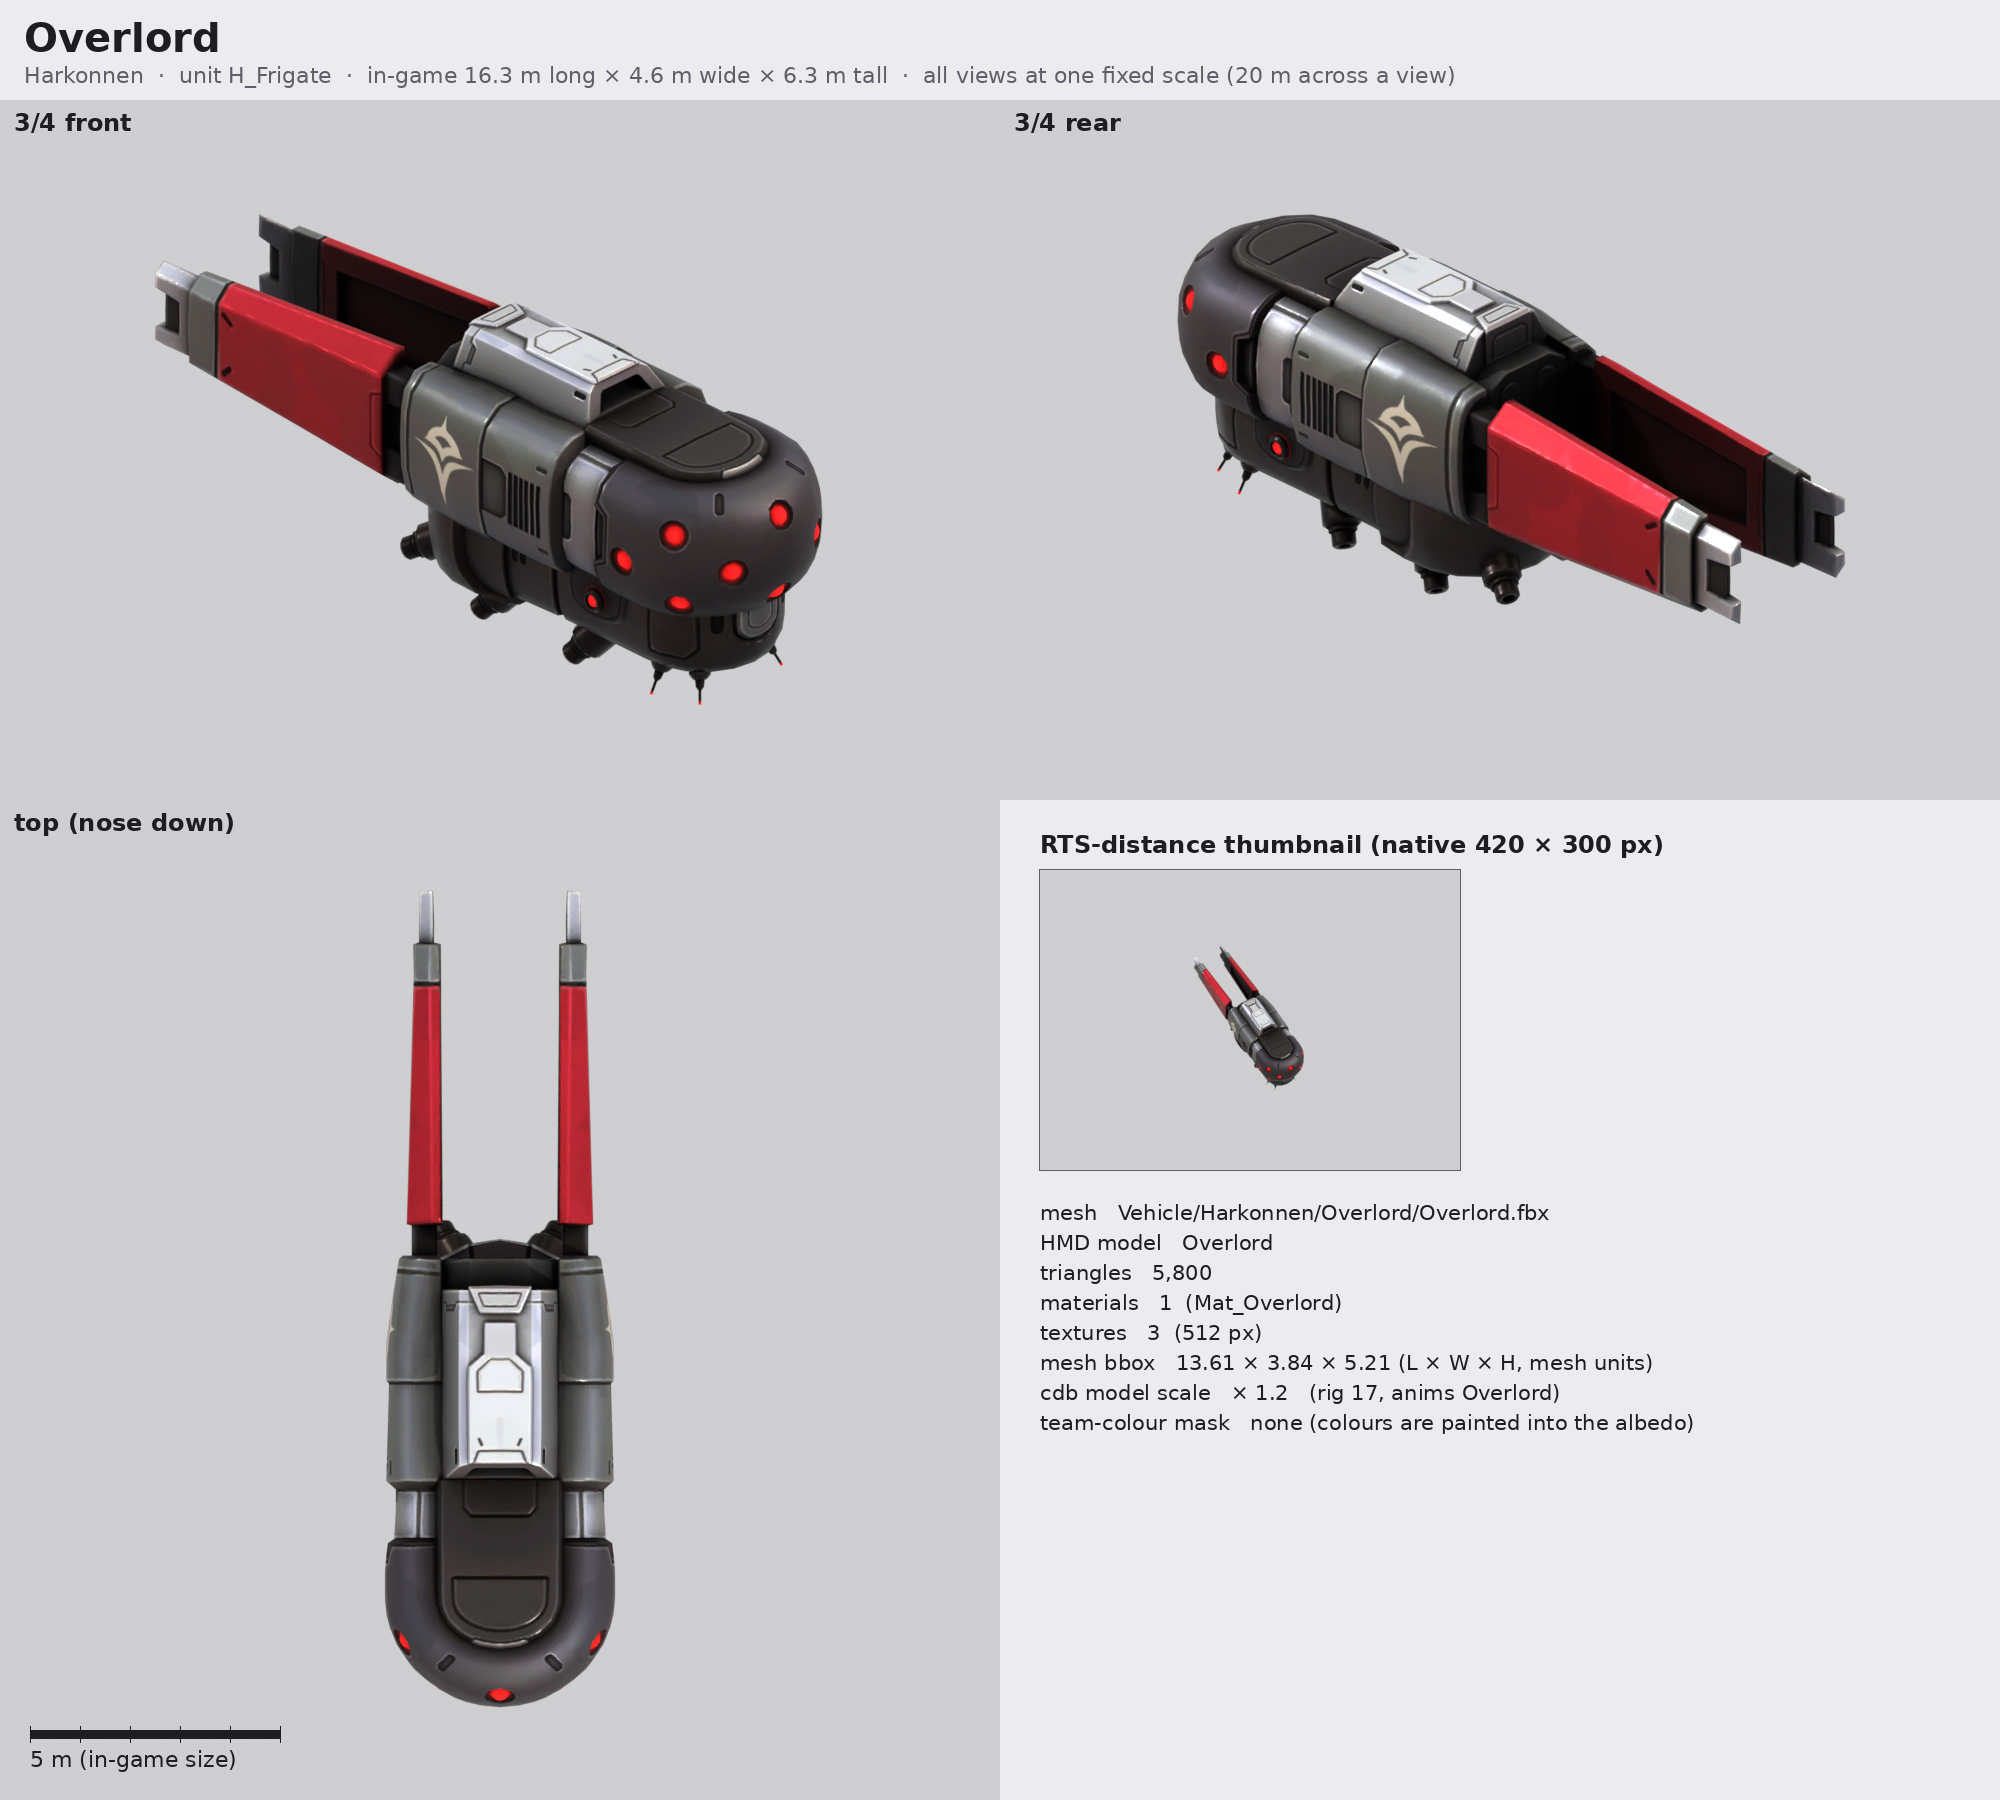 Overlord
Harkonnen · unit H_Frigate · in-game 16.3 m long × 4.6 m wide × 6.3 m tall · all views at one fixed scale (20 m across a view)
3/4 front
3/4 rear
top (nose down)
RTS-distance thumbnail (native 420 × 300 px)
mesh Vehicle/Harkonnen/Overlord/Overlord.fbx
HMD model Overlord
triangles 5,800
materials 1 (Mat_Overlord)
textures 3 (512 px)
mesh bbox 13.61 × 3.84 × 5.21 (L × W × H, mesh units)
cdb model scale × 1.2 (rig 17, anims Overlord)
team-colour mask none (colours are painted into the albedo)
5 m (in-game size)